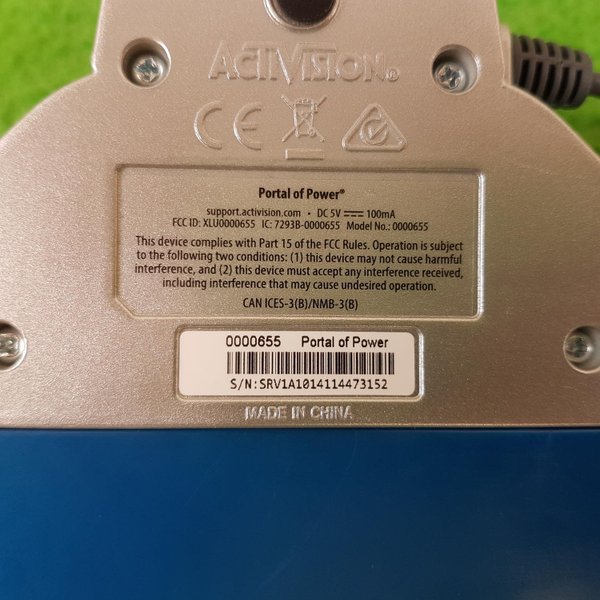 ACTIVISION®
CE
Portal of Power®
support.activision.com • DC 5V ⎓ 100mA
FCC ID: XLU0000655 IC: 7293B-0000655 Model No.: 0000655
This device complies with Part 15 of the FCC Rules. Operation is subject
to the following two conditions: (1) this device may not cause harmful
interference, and (2) this device must accept any interference received,
including interference that may cause undesired operation.
CAN ICES-3(B)/NMB-3(B)
0000655 Portal of Power
S/N:SRV1A1014114473152
MADE IN CHINA